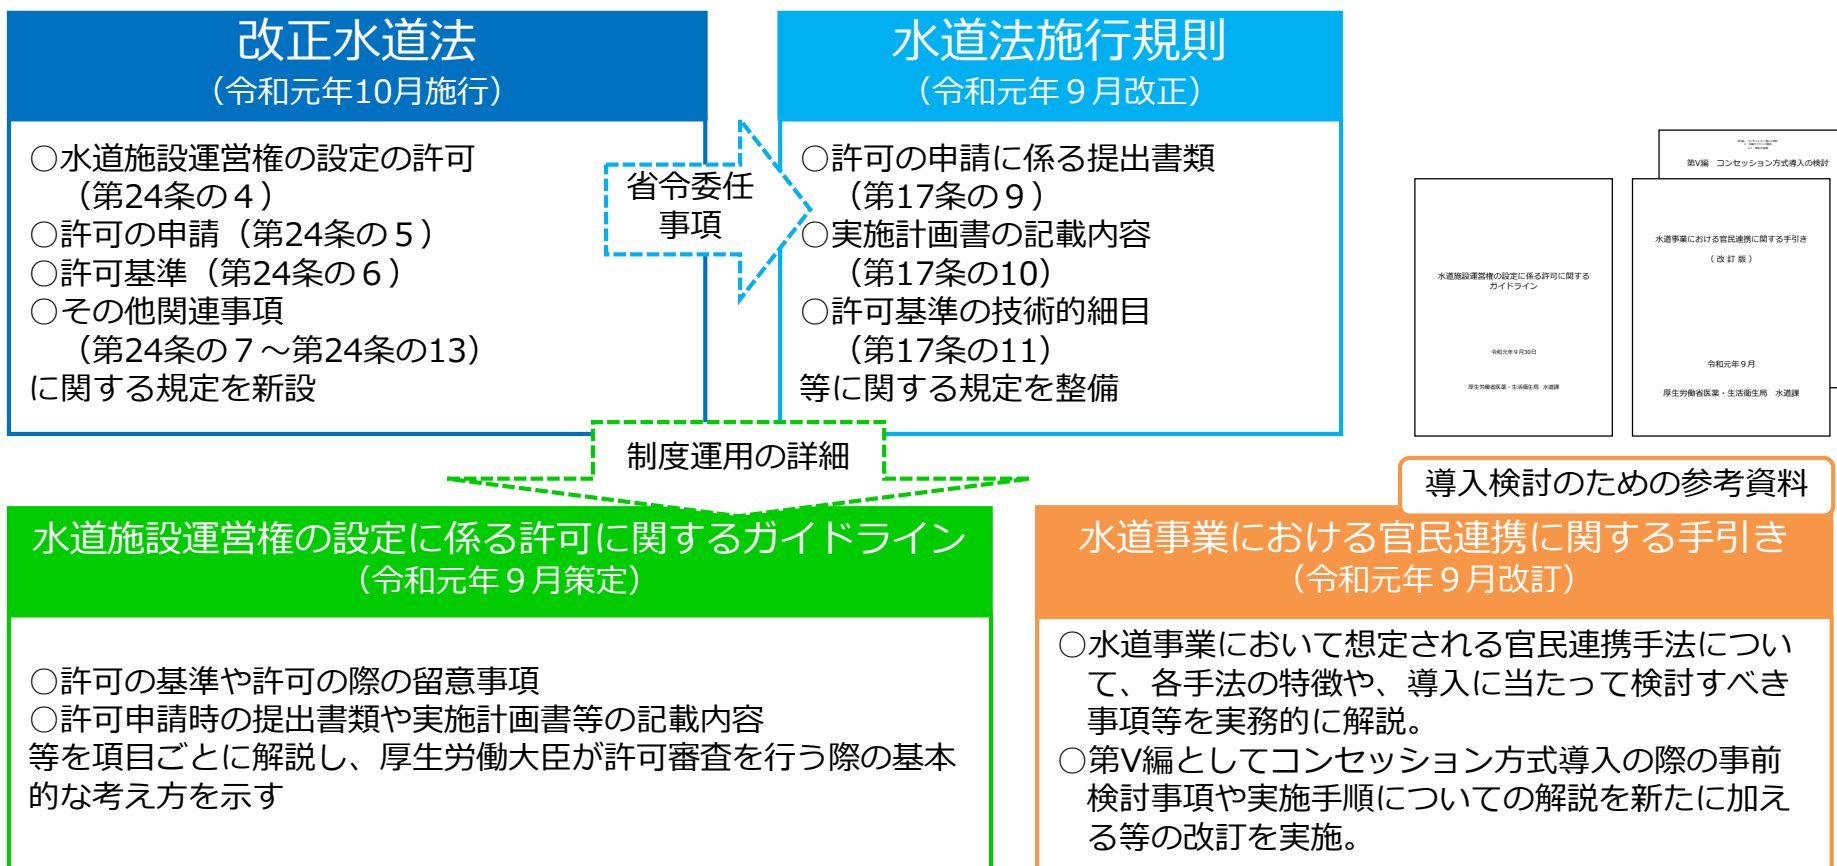 改正水道法
（令和元年10月施行）
○水道施設運営権の設定の許可
（第24条の４）
○許可の申請（第24条の５）
○許可基準（第24条の６）
○その他関連事項
（第24条の７～第24条の13）
に関する規定を新設
省令委任
事項
水道法施行規則
（令和元年９月改正）
○許可の申請に係る提出書類
（第17条の９）
○実施計画書の記載内容
（第17条の10）
○許可基準の技術的細目
（第17条の11）
等に関する規定を整備
水道施設運営権の設定に係る許可に関する
ガイドライン
令和元年９月30日
厚生労働省医薬・生活衛生局　水道課
第V編　コンセッション方式導入の検討
水道事業における官民連携に関する手引き
（改訂版）
令和元年９月
厚生労働省医薬・生活衛生局　水道課
制度運用の詳細
水道施設運営権の設定に係る許可に関するガイドライン
（令和元年９月策定）
○許可の基準や許可の際の留意事項
○許可申請時の提出書類や実施計画書等の記載内容
等を項目ごとに解説し、厚生労働大臣が許可審査を行う際の基本
的な考え方を示す
導入検討のための参考資料
水道事業における官民連携に関する手引き
（令和元年９月改訂）
○水道事業において想定される官民連携手法につい
て、各手法の特徴や、導入に当たって検討すべき
事項等を実務的に解説。
○第V編としてコンセッション方式導入の際の事前
検討事項や実施手順についての解説を新たに加え
る等の改訂を実施。